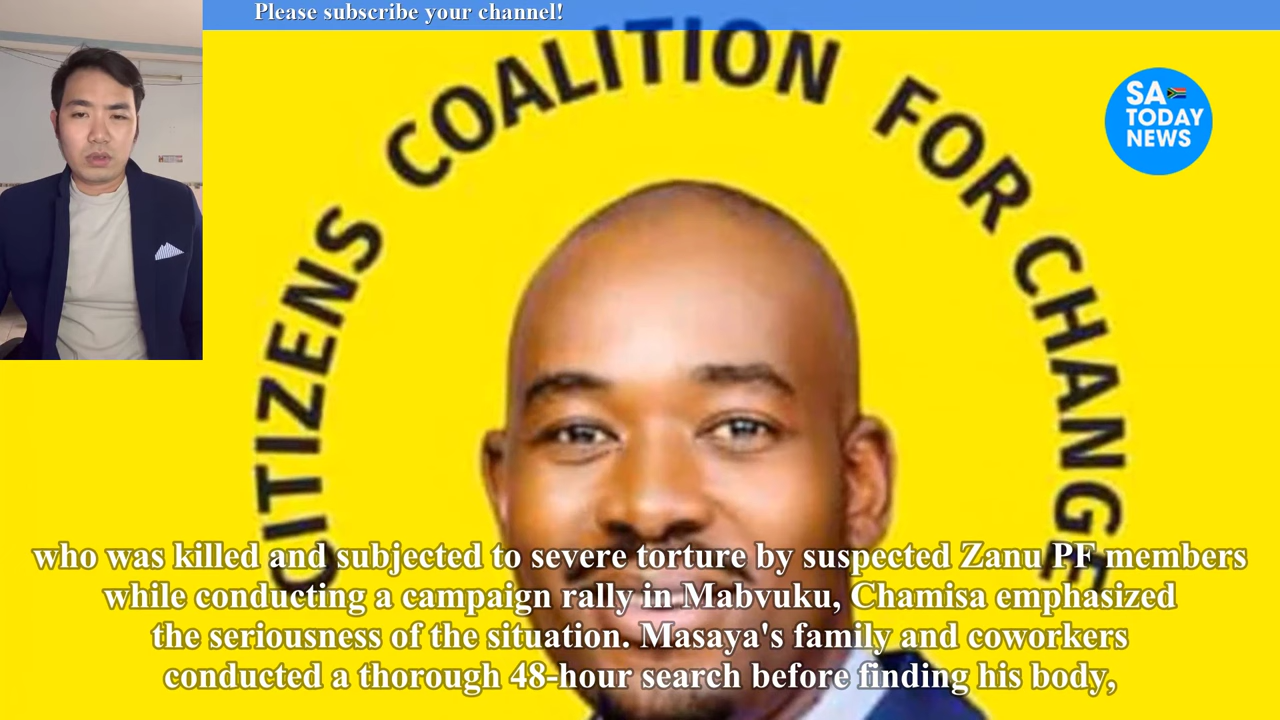 Please subscribe your channel!
CITIZENS COALITION FOR CHANGE
SA
TODAY
NEWS
who was killed and subjected to severe torture by suspected Zanu PF members
while conducting a campaign rally in Mabvuku, Chamisa emphasized
the seriousness of the situation. Masaya's family and coworkers
conducted a thorough 48-hour search before finding his body,